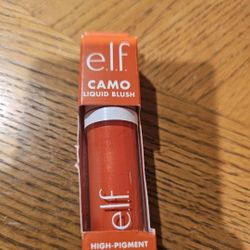 e.l.f.
CAMO
LIQUID BLUSH
e.l.f.
HIGH-PIGMENT